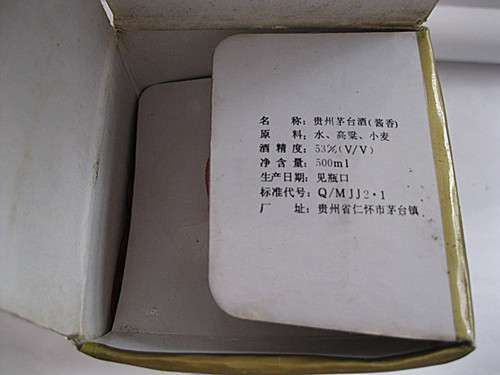 名 称: 贵州茅台酒(酱香)
原 料: 水、高粱、小麦
酒精度: 53%(V/V)
净含量: 500ml
生产日期: 见瓶口
标准代号: Q/MJJ2·1
厂 址: 贵州省仁怀市茅台镇